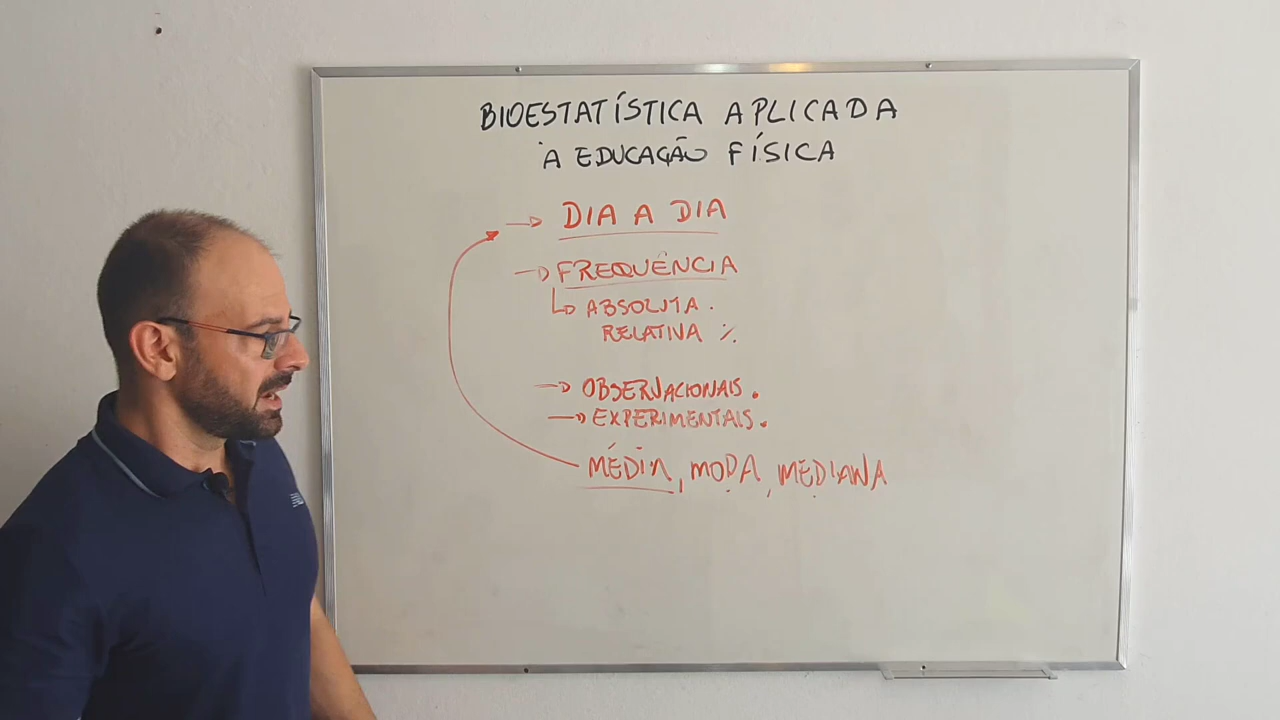 BIOESTATÍSTICA APLICADA
À EDUCAÇÃO FÍSICA
→ DIA A DIA
→ FREQUÊNCIA
↳ ABSOLUTA.
RELATIVA %.
→ OBSERVACIONAIS.
→ EXPERIMENTAIS.
MÉDIA, MODA, MEDIANA